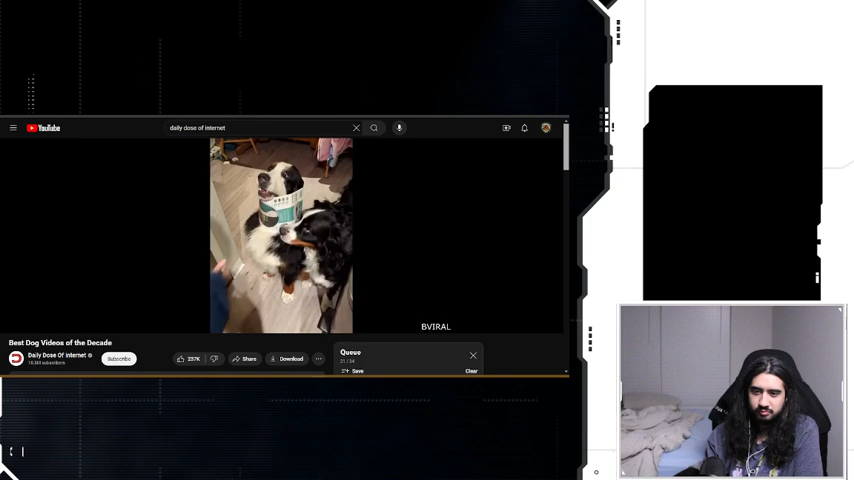 YouTube
daily dose of internet
BVIRAL
Best Dog Videos of the Decade
Daily Dose Of Internet
Subscribe
237K
Share
Download
Queue
Save
Clear